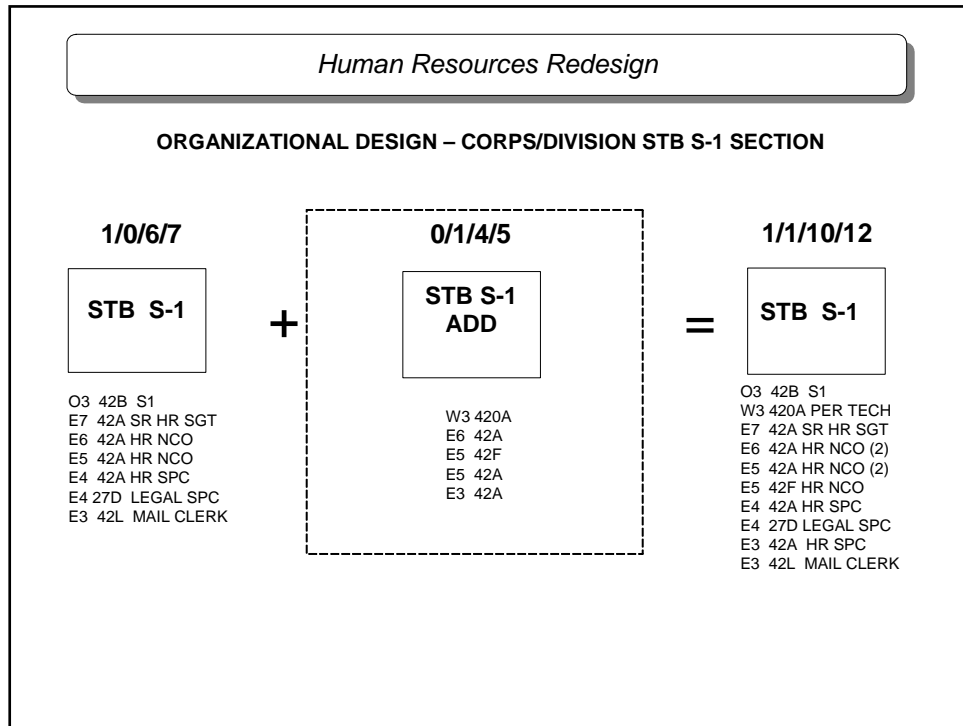 Human Resources Redesign
ORGANIZATIONAL DESIGN – CORPS/DIVISION STB S-1 SECTION
1/0/6/7
STB S-1
O3 42B S1
E7 42A SR HR SGT
E6 42A HR NCO
E5 42A HR NCO
E4 42A HR SPC
E4 27D LEGAL SPC
E3 42L MAIL CLERK
+
0/1/4/5
STB S-1
ADD
W3 420A
E6 42A
E5 42F
E5 42A
E3 42A
=
1/1/10/12
STB S-1
O3 42B S1
W3 420A PER TECH
E7 42A SR HR SGT
E6 42A HR NCO (2)
E5 42A HR NCO (2)
E5 42F HR NCO
E4 42A HR SPC
E4 27D LEGAL SPC
E3 42A HR SPC
E3 42L MAIL CLERK